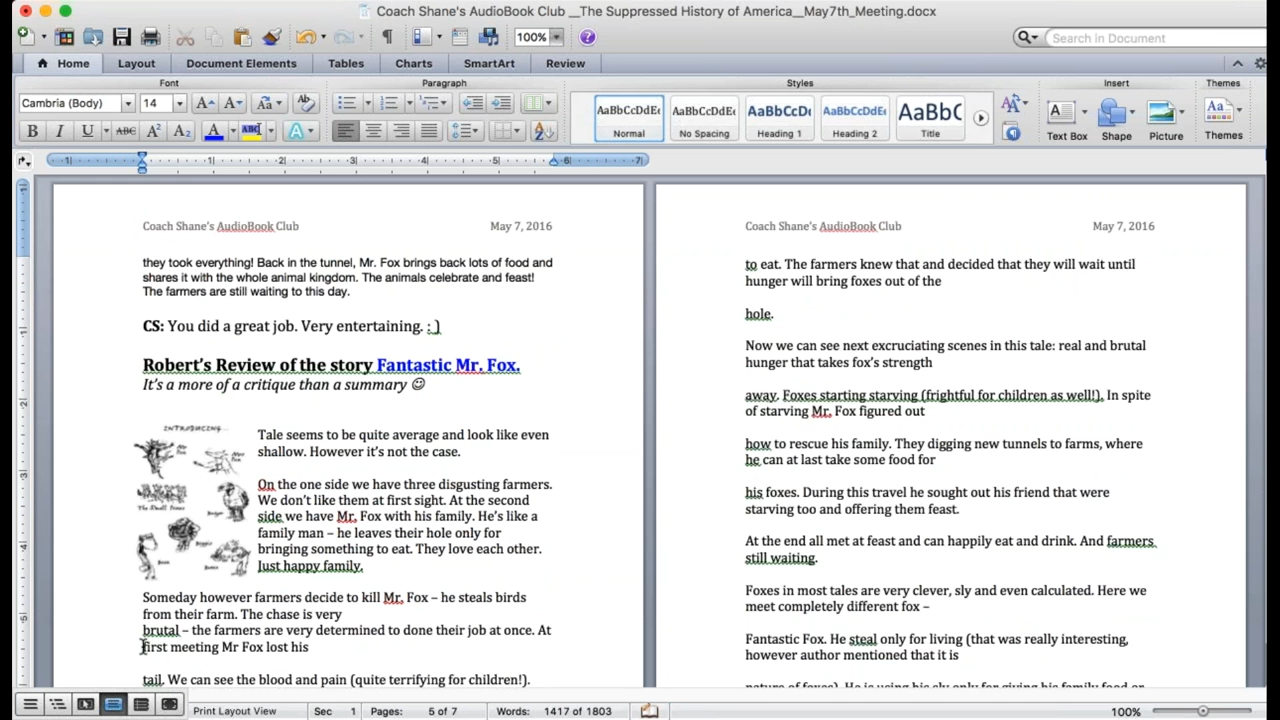 Coach Shane's AudioBook Club __The Suppressed History of America__May7th_Meeting.docx
100%
Search in Document
Home Layout Document Elements Tables Charts SmartArt Review
Font Paragraph Styles Insert Themes
Cambria (Body) 14
AaBbCcDdEe AaBbCcDdEe AaBbCcDc AaBbCcDdEe AaBbC
Normal No Spacing Heading 1 Heading 2 Title
Text Box Shape Picture Themes
Coach Shane's AudioBook Club May 7, 2016
they took everything! Back in the tunnel, Mr. Fox brings back lots of food and
shares it with the whole animal kingdom. The animals celebrate and feast!
The farmers are still waiting to this day.
CS: You did a great job. Very entertaining. : )
Robert's Review of the story Fantastic Mr. Fox.
It's a more of a critique than a summary ☺
INTRODUCING...
Tale seems to be quite average and look like even
shallow. However it's not the case.
On the one side we have three disgusting farmers.
We don't like them at first sight. At the second
side we have Mr. Fox with his family. He's like a
family man – he leaves their hole only for
bringing something to eat. They love each other.
Just happy family.
Someday however farmers decide to kill Mr. Fox – he steals birds
from their farm. The chase is very
brutal – the farmers are very determined to done their job at once. At
first meeting Mr Fox lost his
tail. We can see the blood and pain (quite terrifying for children!).
Coach Shane's AudioBook Club May 7, 2016
to eat. The farmers knew that and decided that they will wait until
hunger will bring foxes out of the
hole.
Now we can see next excruciating scenes in this tale: real and brutal
hunger that takes fox's strength
away. Foxes starting starving (frightful for children as well!). In spite
of starving Mr. Fox figured out
how to rescue his family. They digging new tunnels to farms, where
he can at last take some food for
his foxes. During this travel he sought out his friend that were
starving too and offering them feast.
At the end all met at feast and can happily eat and drink. And farmers
still waiting.
Foxes in most tales are very clever, sly and even calculated. Here we
meet completely different fox –
Fantastic Fox. He steal only for living (that was really interesting,
however author mentioned that it is
nature of foxes). He is using his sly only for giving his family food or
Print Layout View Sec 1 Pages: 5 of 7 Words: 1417 of 1803 100%